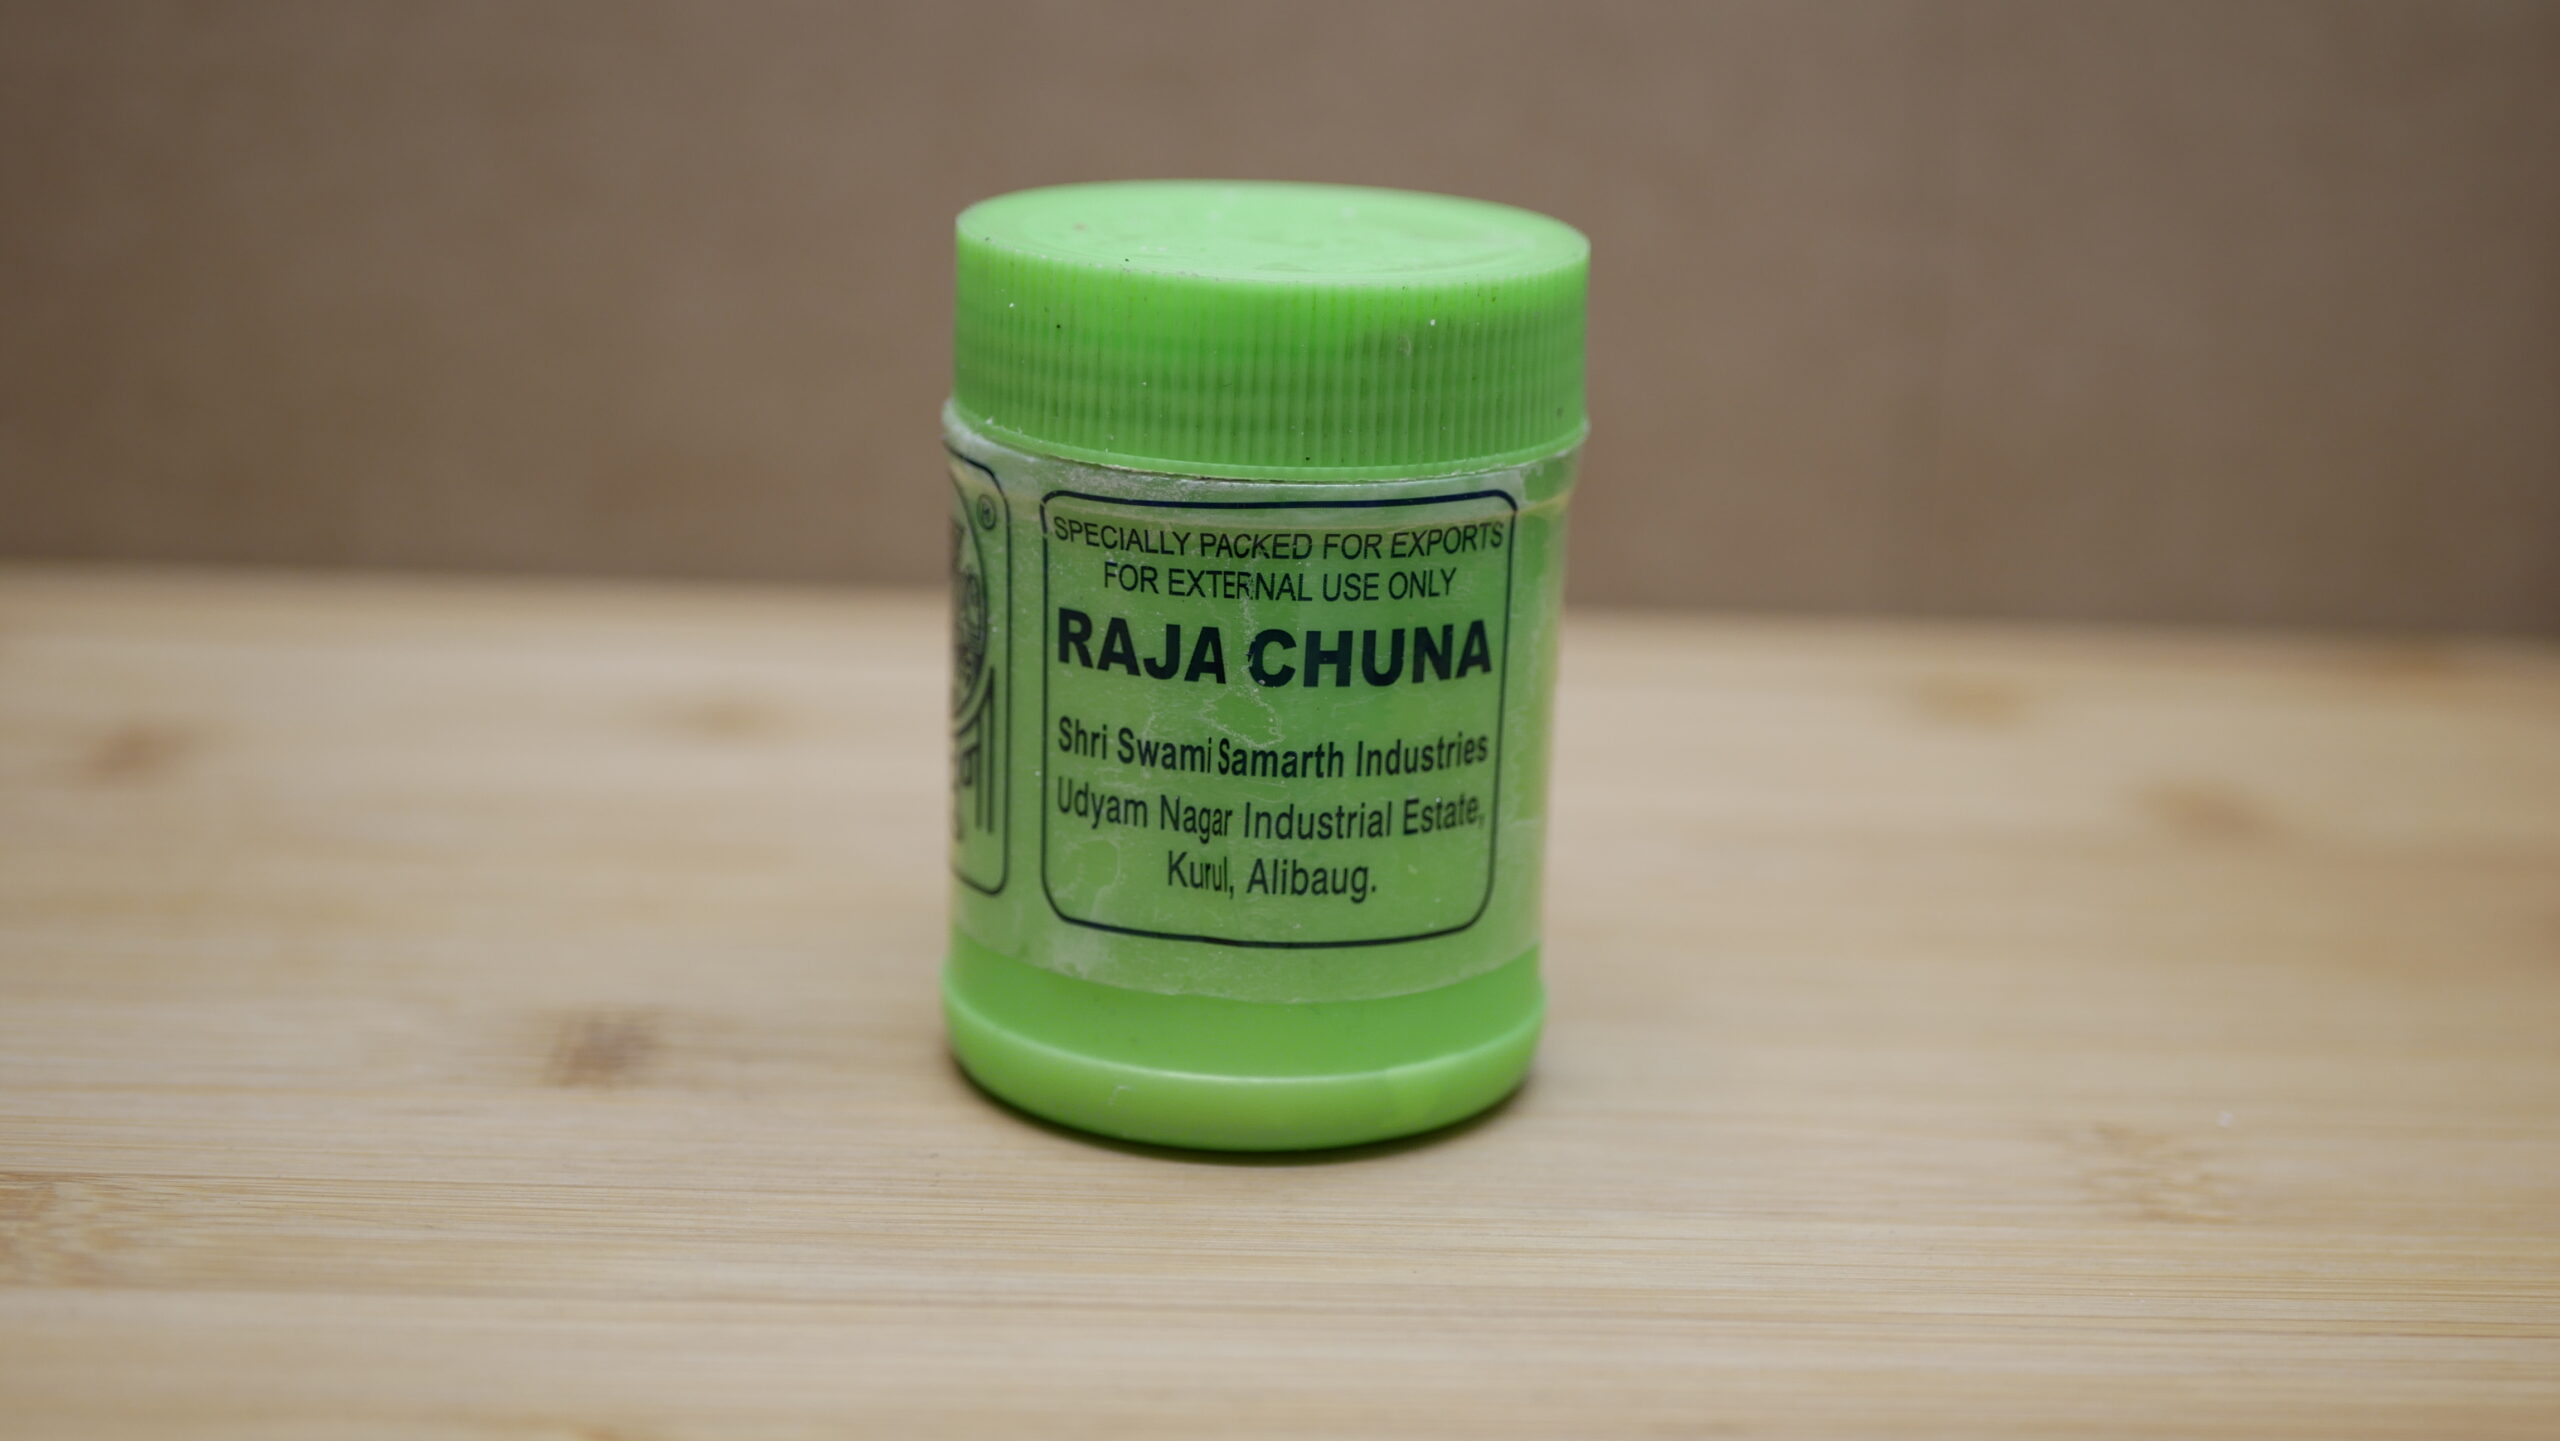 SPECIALLY PACKED FOR EXPORTS
FOR EXTERNAL USE ONLY
RAJA CHUNA
Shri Swami Samarth Industries
Udyam Nagar Industrial Estate,
Kurul, Alibaug.
®